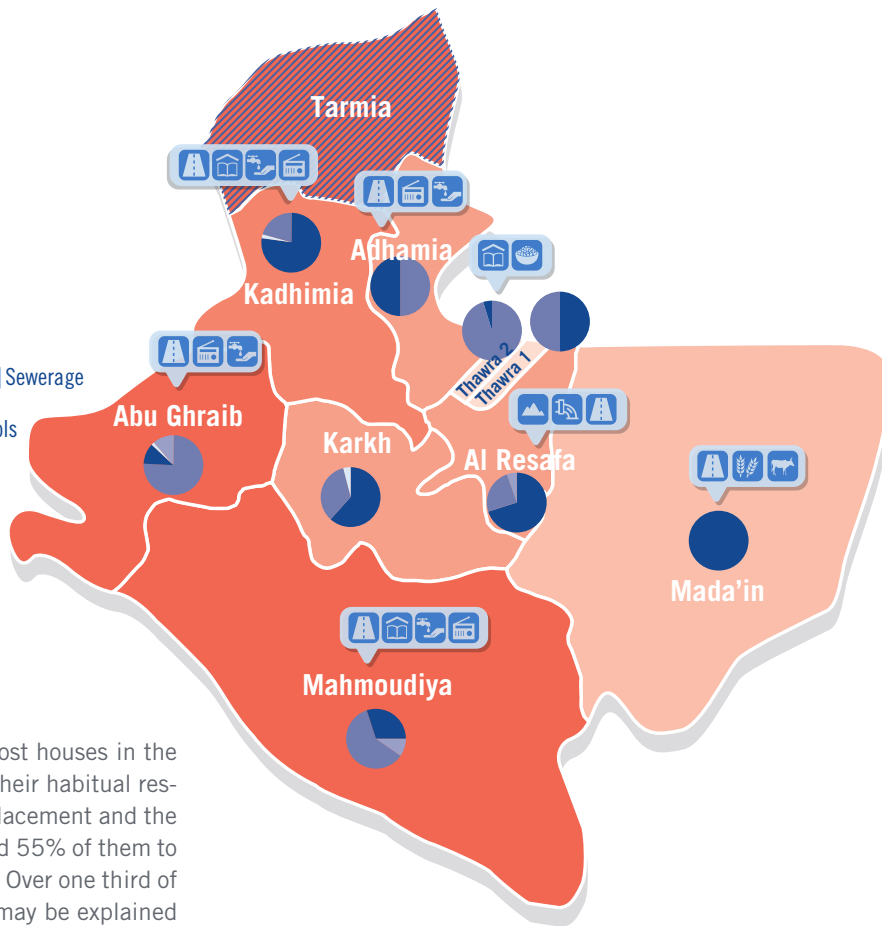 Tarmia
Adhamia
Kadhimia
Thawra 2
Thawra 1
Sewerage
Abu Ghraib
ols
Karkh
Al Resafa
Mada’in
Mahmoudiya
ost houses in the
heir habitual res-
lacement and the
d 55% of them to
Over one third of
may be explained